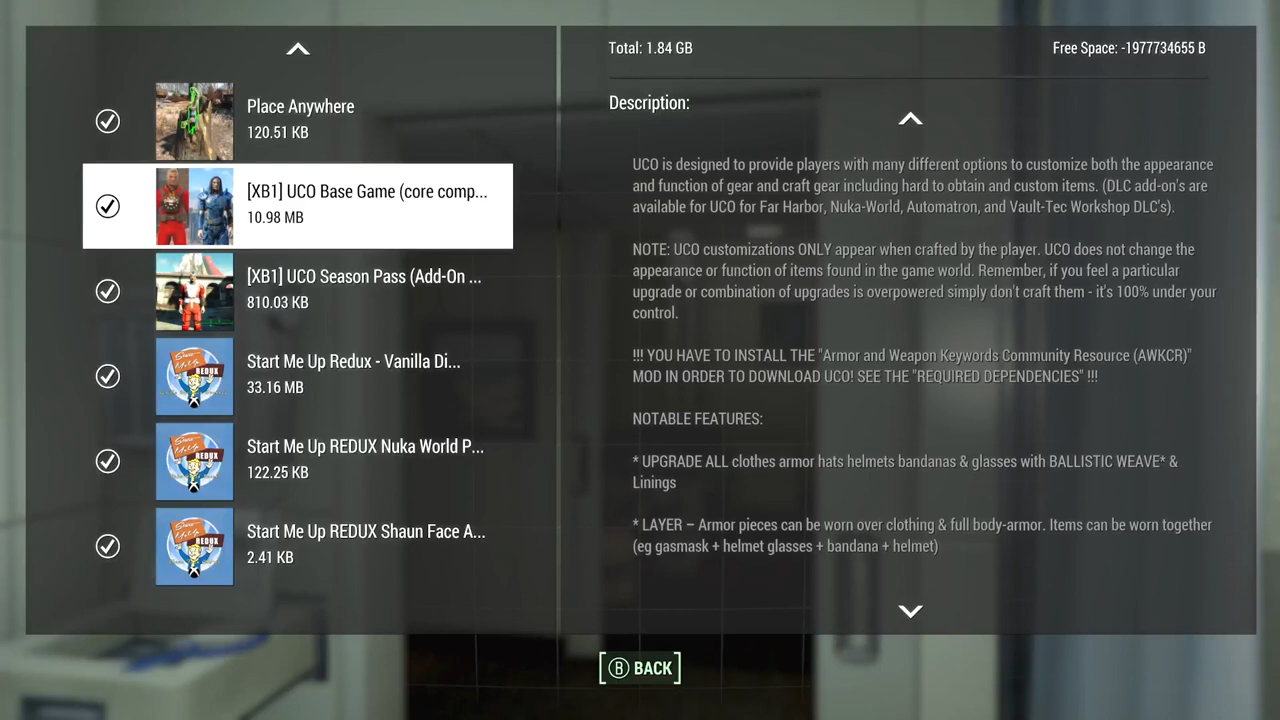 Total: 1.84 GB
Free Space: -1977734655 B
Place Anywhere
120.51 KB
[XB1] UCO Base Game (core comp...
10.98 MB
[XB1] UCO Season Pass (Add-On ...
810.03 KB
Start Me Up Redux - Vanilla Di...
33.16 MB
Start Me Up REDUX Nuka World P...
122.25 KB
Start Me Up REDUX Shaun Face A...
2.41 KB
Description:
UCO is designed to provide players with many different options to customize both the appearance
and function of gear and craft gear including hard to obtain and custom items. (DLC add-on's are
available for UCO for Far Harbor, Nuka-World, Automatron, and Vault-Tec Workshop DLC's).
NOTE: UCO customizations ONLY appear when crafted by the player. UCO does not change the
appearance or function of items found in the game world. Remember, if you feel a particular
upgrade or combination of upgrades is overpowered simply don't craft them - it's 100% under your
control.
!!! YOU HAVE TO INSTALL THE "Armor and Weapon Keywords Community Resource (AWKCR)"
MOD IN ORDER TO DOWNLOAD UCO! SEE THE "REQUIRED DEPENDENCIES" !!!
NOTABLE FEATURES:
* UPGRADE ALL clothes armor hats helmets bandanas & glasses with BALLISTIC WEAVE* &
Linings
* LAYER – Armor pieces can be worn over clothing & full body-armor. Items can be worn together
(eg gasmask + helmet glasses + bandana + helmet)
B BACK